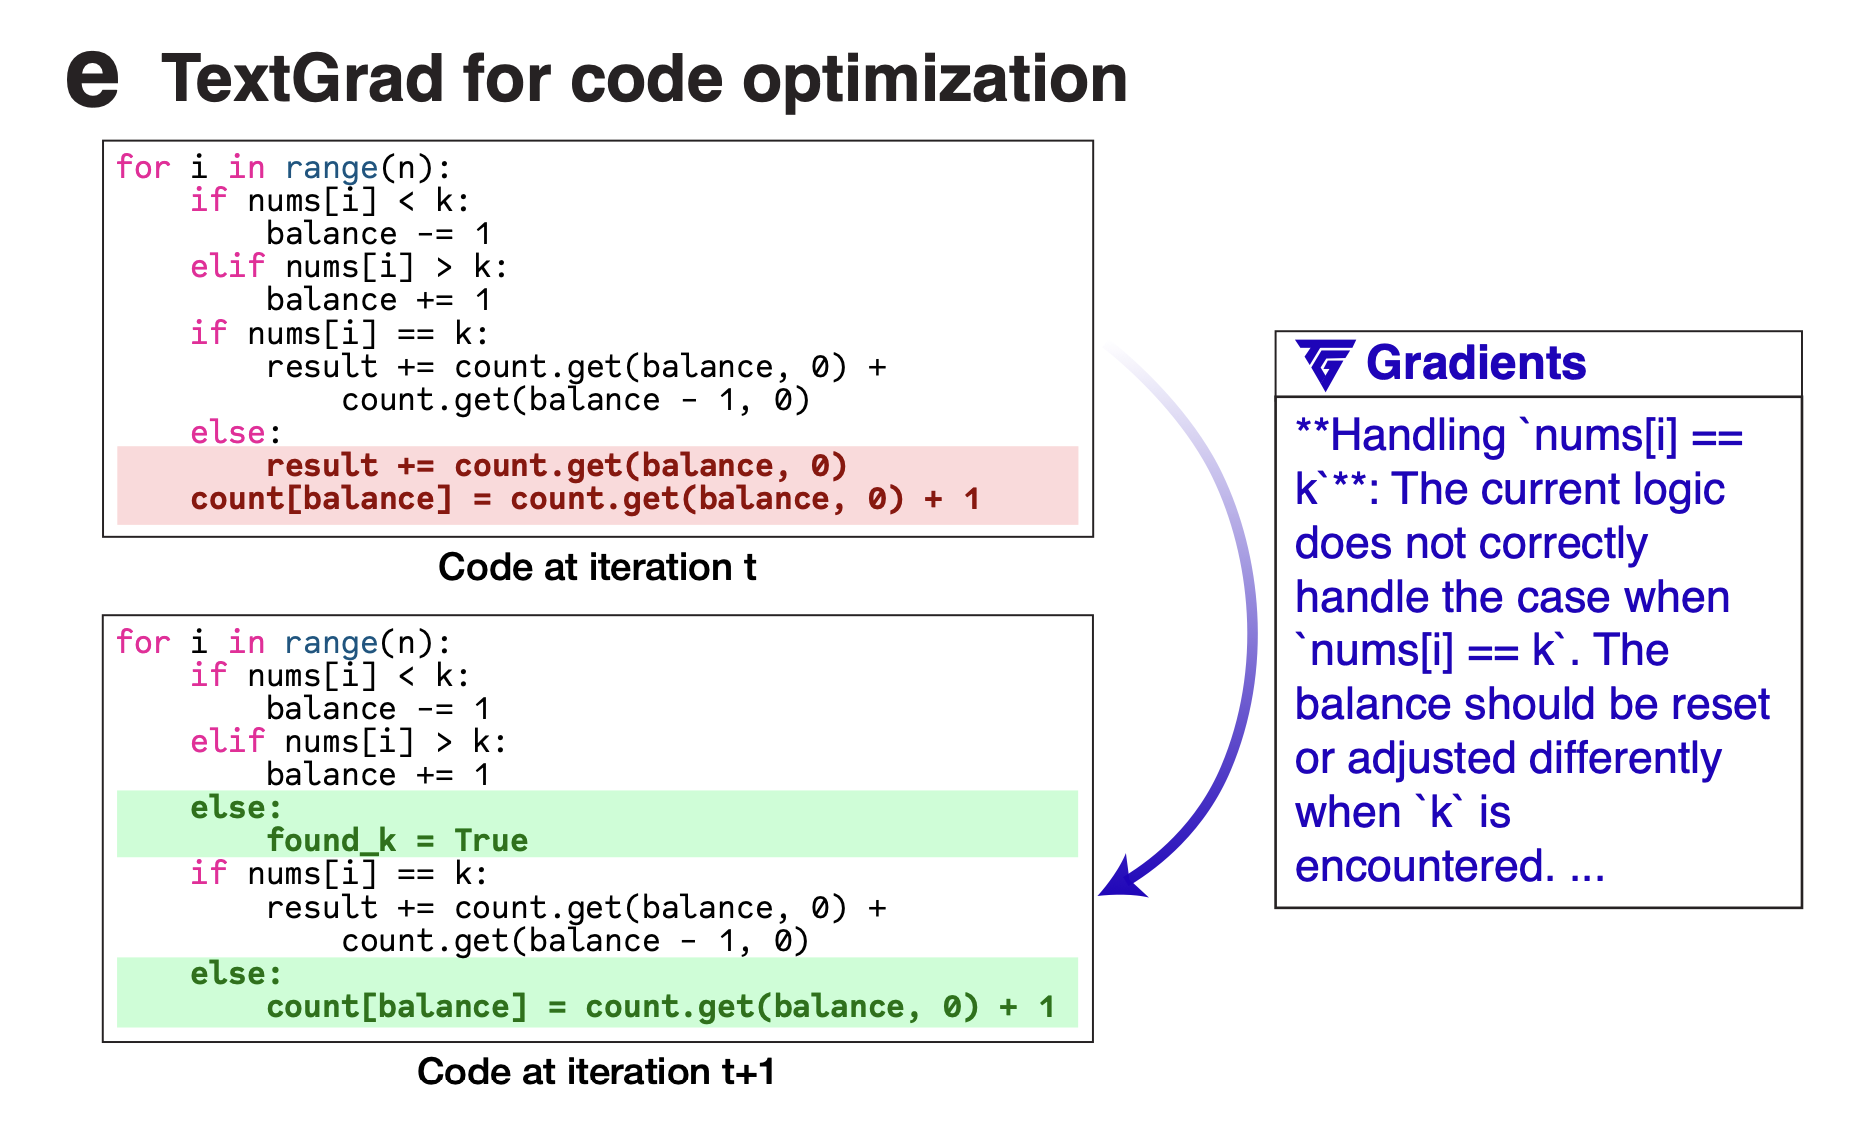 e TextGrad for code optimization
for i in range(n):
    if nums[i] < k:
        balance -= 1
    elif nums[i] > k:
        balance += 1
    if nums[i] == k:
        result += count.get(balance, 0) +
            count.get(balance - 1, 0)
    else:
        result += count.get(balance, 0)
    count[balance] = count.get(balance, 0) + 1
Code at iteration t
for i in range(n):
    if nums[i] < k:
        balance -= 1
    elif nums[i] > k:
        balance += 1
    else:
        found_k = True
    if nums[i] == k:
        result += count.get(balance, 0) +
            count.get(balance - 1, 0)
    else:
        count[balance] = count.get(balance, 0) + 1
Code at iteration t+1
Gradients
**Handling `nums[i] ==
k`**: The current logic
does not correctly
handle the case when
`nums[i] == k`. The
balance should be reset
or adjusted differently
when `k` is
encountered. ...